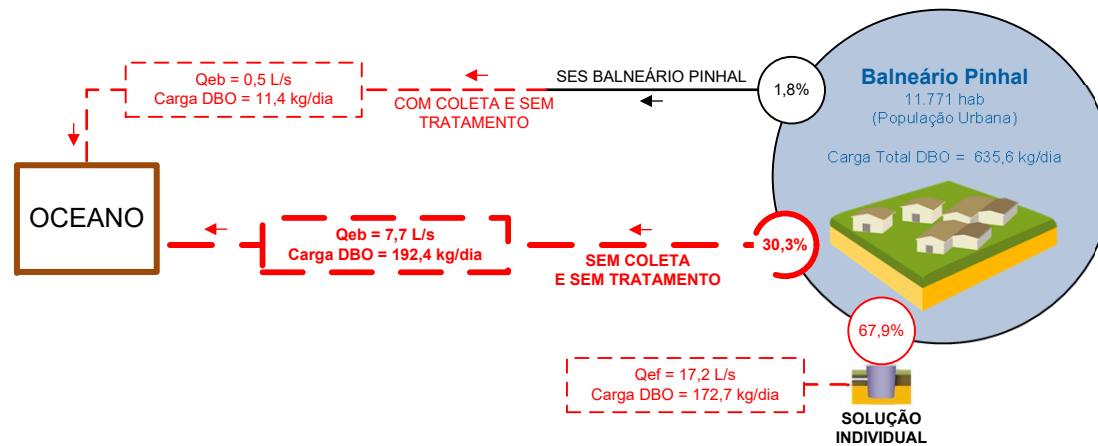 Qeb = 0,5 L/s
Carga DBO = 11,4 kg/dia
COM COLETA E SEM
TRATAMENTO
SES BALNEÁRIO PINHAL
1,8%
Balneário Pinhal
11.771 hab
(População Urbana)
Carga Total DBO = 635,6 kg/dia
OCEANO
Qeb = 7,7 L/s
Carga DBO = 192,4 kg/dia
SEM COLETA
E SEM TRATAMENTO
30,3%
67,9%
Qef = 17,2 L/s
Carga DBO = 172,7 kg/dia
SOLUÇÃO
INDIVIDUAL